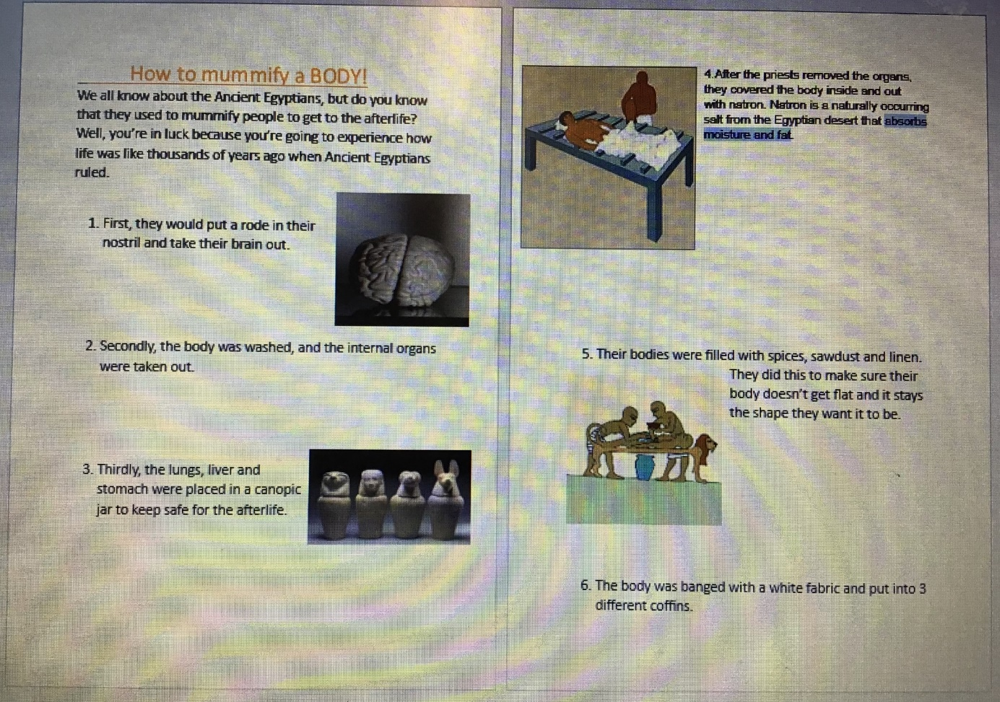 How to mummify a BODY!
We all know about the Ancient Egyptians, but do you know
that they used to mummify people to get to the afterlife?
Well, you're in luck because you're going to experience how
life was like thousands of years ago when Ancient Egyptians
ruled.
1. First, they would put a rode in their
nostril and take their brain out.
2. Secondly, the body was washed, and the internal organs
were taken out.
3. Thirdly, the lungs, liver and
stomach were placed in a canopic
jar to keep safe for the afterlife.
4.After the priests removed the organs,
they covered the body inside and out
with natron. Natron is a naturally occurring
salt from the Egyptian desert that absorbs
moisture and fat.
5. Their bodies were filled with spices, sawdust and linen.
They did this to make sure their
body doesn't get flat and it stays
the shape they want it to be.
6. The body was banged with a white fabric and put into 3
different coffins.